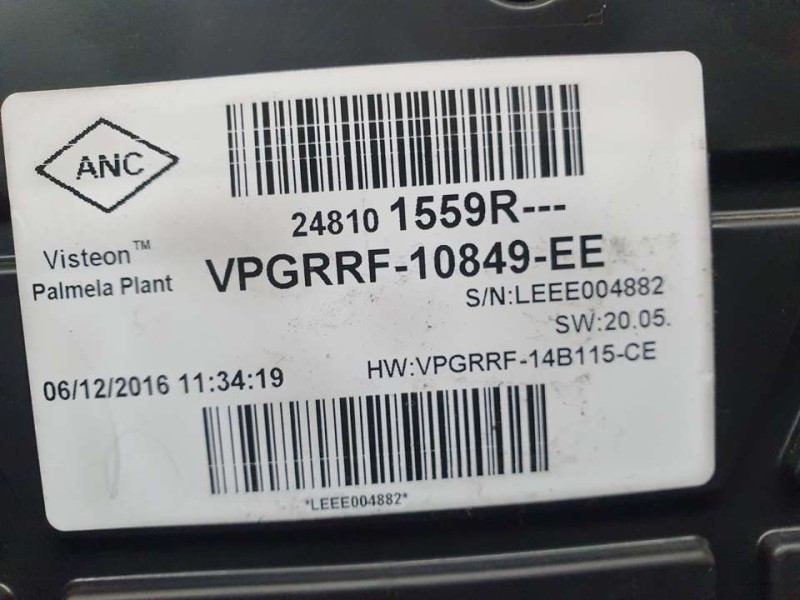 ANC
24810 1559R---
Visteon™
VPGRRF-10849-EE
Palmela Plant
S/N:LEEE004882
SW:20.05.
06/12/2016 11:34:19
HW:VPGRRF-14B115-CE
*LEEE004882*